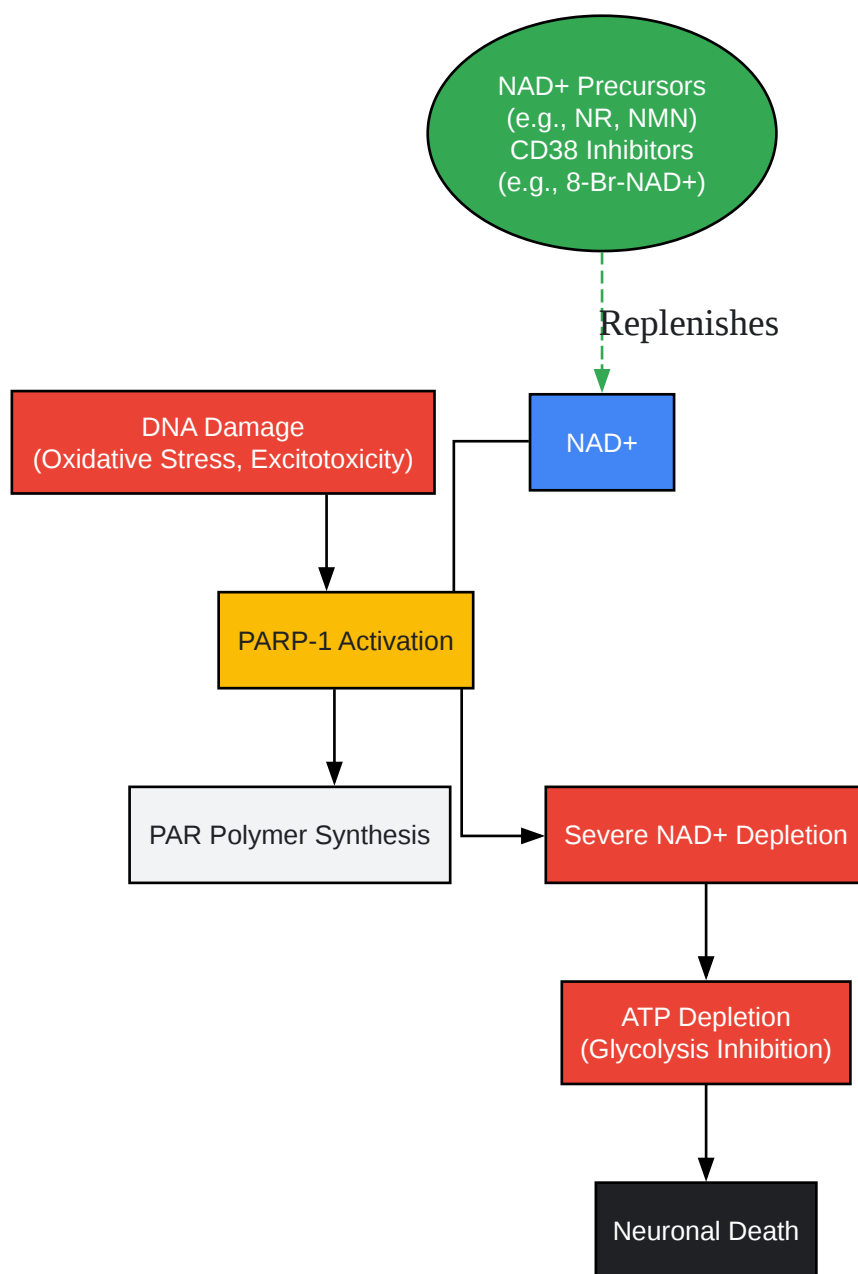 NAD+ Precursors
(e.g., NR, NMN)
CD38 Inhibitors
(e.g., 8-Br-NAD+)
Replenishes
DNA Damage
(Oxidative Stress, Excitotoxicity)
NAD+
PARP-1 Activation
PAR Polymer Synthesis
Severe NAD+ Depletion
ATP Depletion
(Glycolysis Inhibition)
Neuronal Death